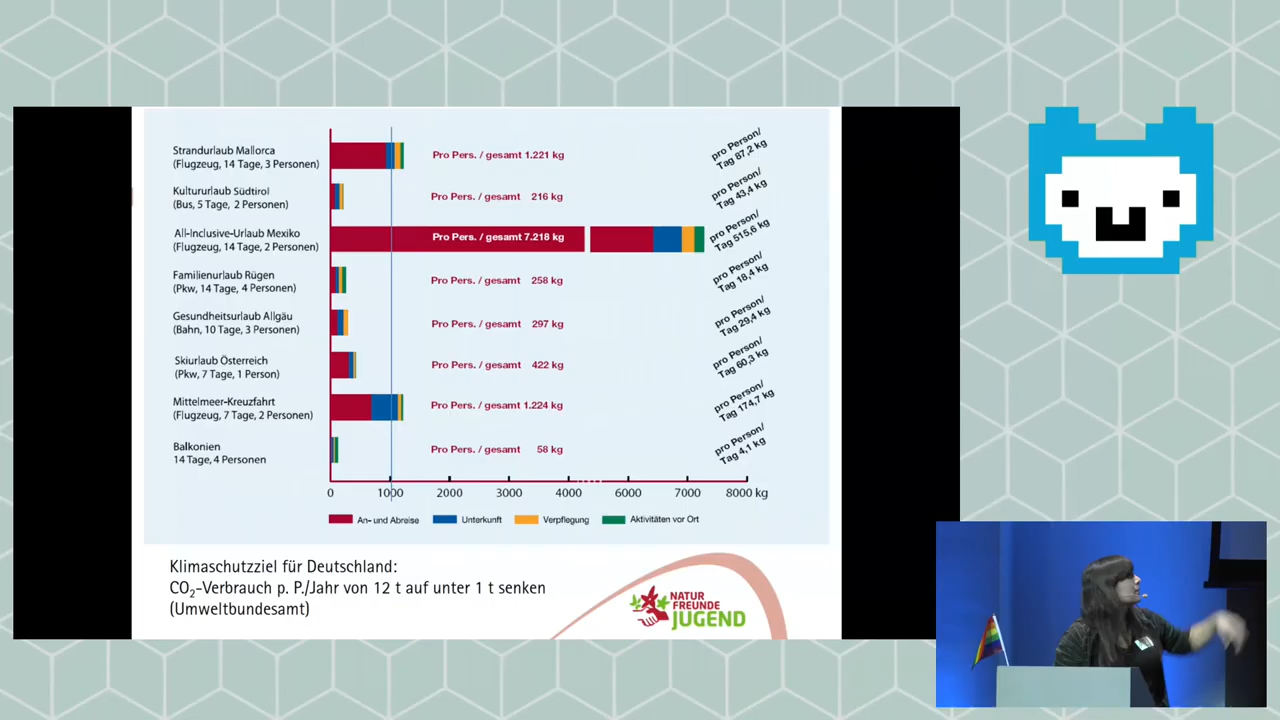 Strandurlaub Mallorca
(Flugzeug, 14 Tage, 3 Personen)
Pro Pers. / gesamt 1.221 kg
pro Person/
Tag 87,2 kg
Kultururlaub Südtirol
(Bus, 5 Tage, 2 Personen)
Pro Pers. / gesamt 216 kg
pro Person/
Tag 43,4 kg
All-Inclusive-Urlaub Mexiko
(Flugzeug, 14 Tage, 2 Personen)
Pro Pers. / gesamt 7.218 kg
pro Person/
Tag 515,6 kg
Familienurlaub Rügen
(Pkw, 14 Tage, 4 Personen)
Pro Pers. / gesamt 258 kg
pro Person/
Tag 18,4 kg
Gesundheitsurlaub Allgäu
(Bahn, 10 Tage, 3 Personen)
Pro Pers. / gesamt 297 kg
pro Person/
Tag 29,4 kg
Skiurlaub Österreich
(Pkw, 7 Tage, 1 Person)
Pro Pers. / gesamt 422 kg
pro Person/
Tag 60,3 kg
Mittelmeer-Kreuzfahrt
(Flugzeug, 7 Tage, 2 Personen)
Pro Pers. / gesamt 1.224 kg
pro Person/
Tag 174,7 kg
Balkonien
14 Tage, 4 Personen
Pro Pers. / gesamt 58 kg
pro Person/
Tag 4,1 kg
0 1000 2000 3000 4000 6000 7000 8000 kg
An- und Abreise Unterkunft Verpflegung Aktivitäten vor Ort
Klimaschutzziel für Deutschland:
CO₂-Verbrauch p. P./Jahr von 12 t auf unter 1 t senken
(Umweltbundesamt)
NATUR
FREUNDE
JUGEND